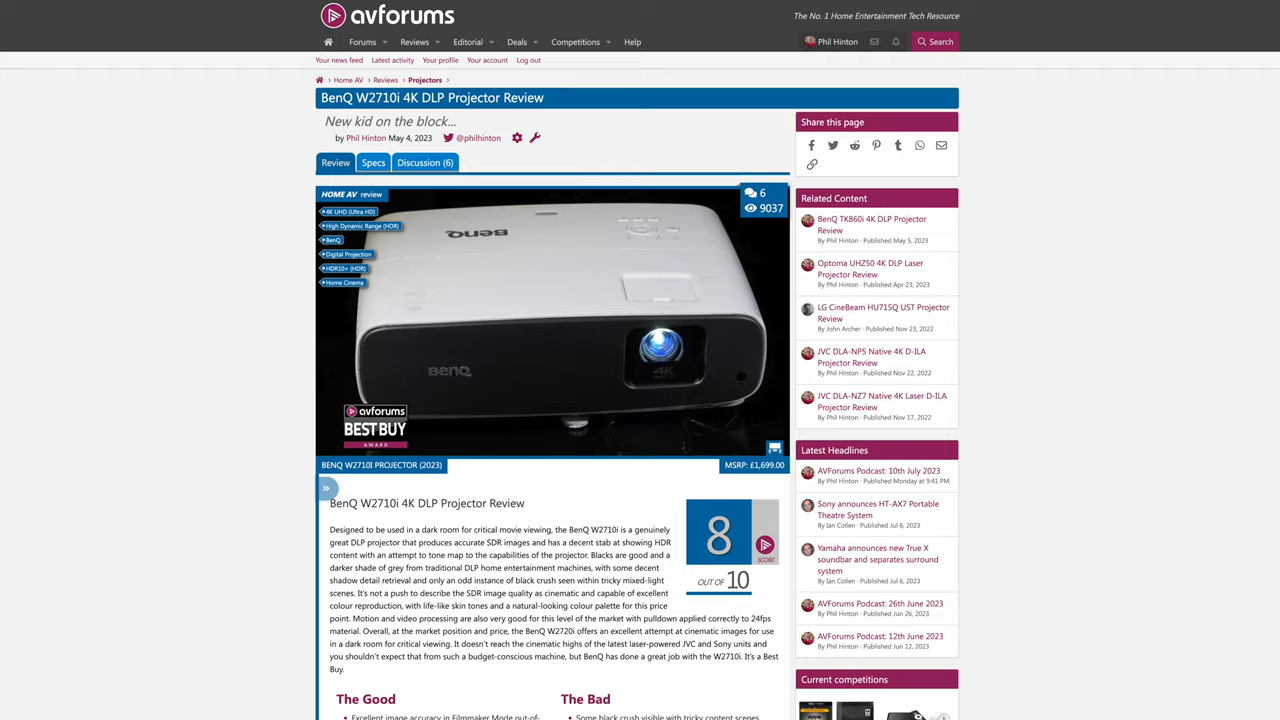 avforums
The No. 1 Home Entertainment Tech Resource
Forums Reviews Editorial Deals Competitions Help Phil Hinton Search
Your news feed Latest activity Your profile Your account Log out
Home AV Reviews Projectors
BenQ W2710i 4K DLP Projector Review
New kid on the block...
by Phil Hinton May 4, 2023 @philhinton
Review Specs Discussion (6)
HOME AV review
6
9037
4K UHD (Ultra HD)
High Dynamic Range (HDR)
BenQ
Digital Projection
HDR10+ (HDR)
Home Cinema
BenQ
BenQ
4K
avforums
BEST BUY
AWARD
BENQ W2710I PROJECTOR (2023)
MSRP: £1,699.00
BenQ W2710i 4K DLP Projector Review
Designed to be used in a dark room for critical movie viewing, the BenQ W2710i is a genuinely
great DLP projector that produces accurate SDR images and has a decent stab at showing HDR
content with an attempt to tone map to the capabilities of the projector. Blacks are good and a
darker shade of grey from traditional DLP home entertainment machines, with some decent
shadow detail retrieval and only an odd instance of black crush seen within tricky mixed-light
scenes. It's not a push to describe the SDR image quality as cinematic and capable of excellent
colour reproduction, with life-like skin tones and a natural-looking colour palette for this price
point. Motion and video processing are also very good for this level of the market with pulldown applied correctly to 24fps
material. Overall, at the market position and price, the BenQ W2720i offers an excellent attempt at cinematic images for use
in a dark room for critical viewing. It doesn't reach the cinematic highs of the latest laser-powered JVC and Sony units and
you shouldn't expect that from such a budget-conscious machine, but BenQ has done a great job with the W2710i. It's a Best
Buy.
8
SCORE
OUT OF 10
The Good
Excellent image accuracy in Filmmaker Mode out-of-
The Bad
Some black crush visible with tricky content scenes
Share this page
Related Content
BenQ TK860i 4K DLP Projector
Review
By Phil Hinton · Published May 5, 2023
Optoma UHZ50 4K DLP Laser
Projector Review
By Phil Hinton · Published Apr 23, 2023
LG CineBeam HU715Q UST Projector
Review
By John Archer · Published Nov 23, 2022
JVC DLA-NP5 Native 4K D-ILA
Projector Review
By Phil Hinton · Published Nov 22, 2022
JVC DLA-NZ7 Native 4K Laser D-ILA
Projector Review
By Phil Hinton · Published Nov 17, 2022
Latest Headlines
AVForums Podcast: 10th July 2023
By Phil Hinton · Published Monday at 9:41 PM
Sony announces HT-AX7 Portable
Theatre System
By Ian Collen · Published Jul 6, 2023
Yamaha announces new True X
soundbar and separates surround
system
By Ian Collen · Published Jul 6, 2023
AVForums Podcast: 26th June 2023
By Phil Hinton · Published Jun 26, 2023
AVForums Podcast: 12th June 2023
By Phil Hinton · Published Jun 12, 2023
Current competitions